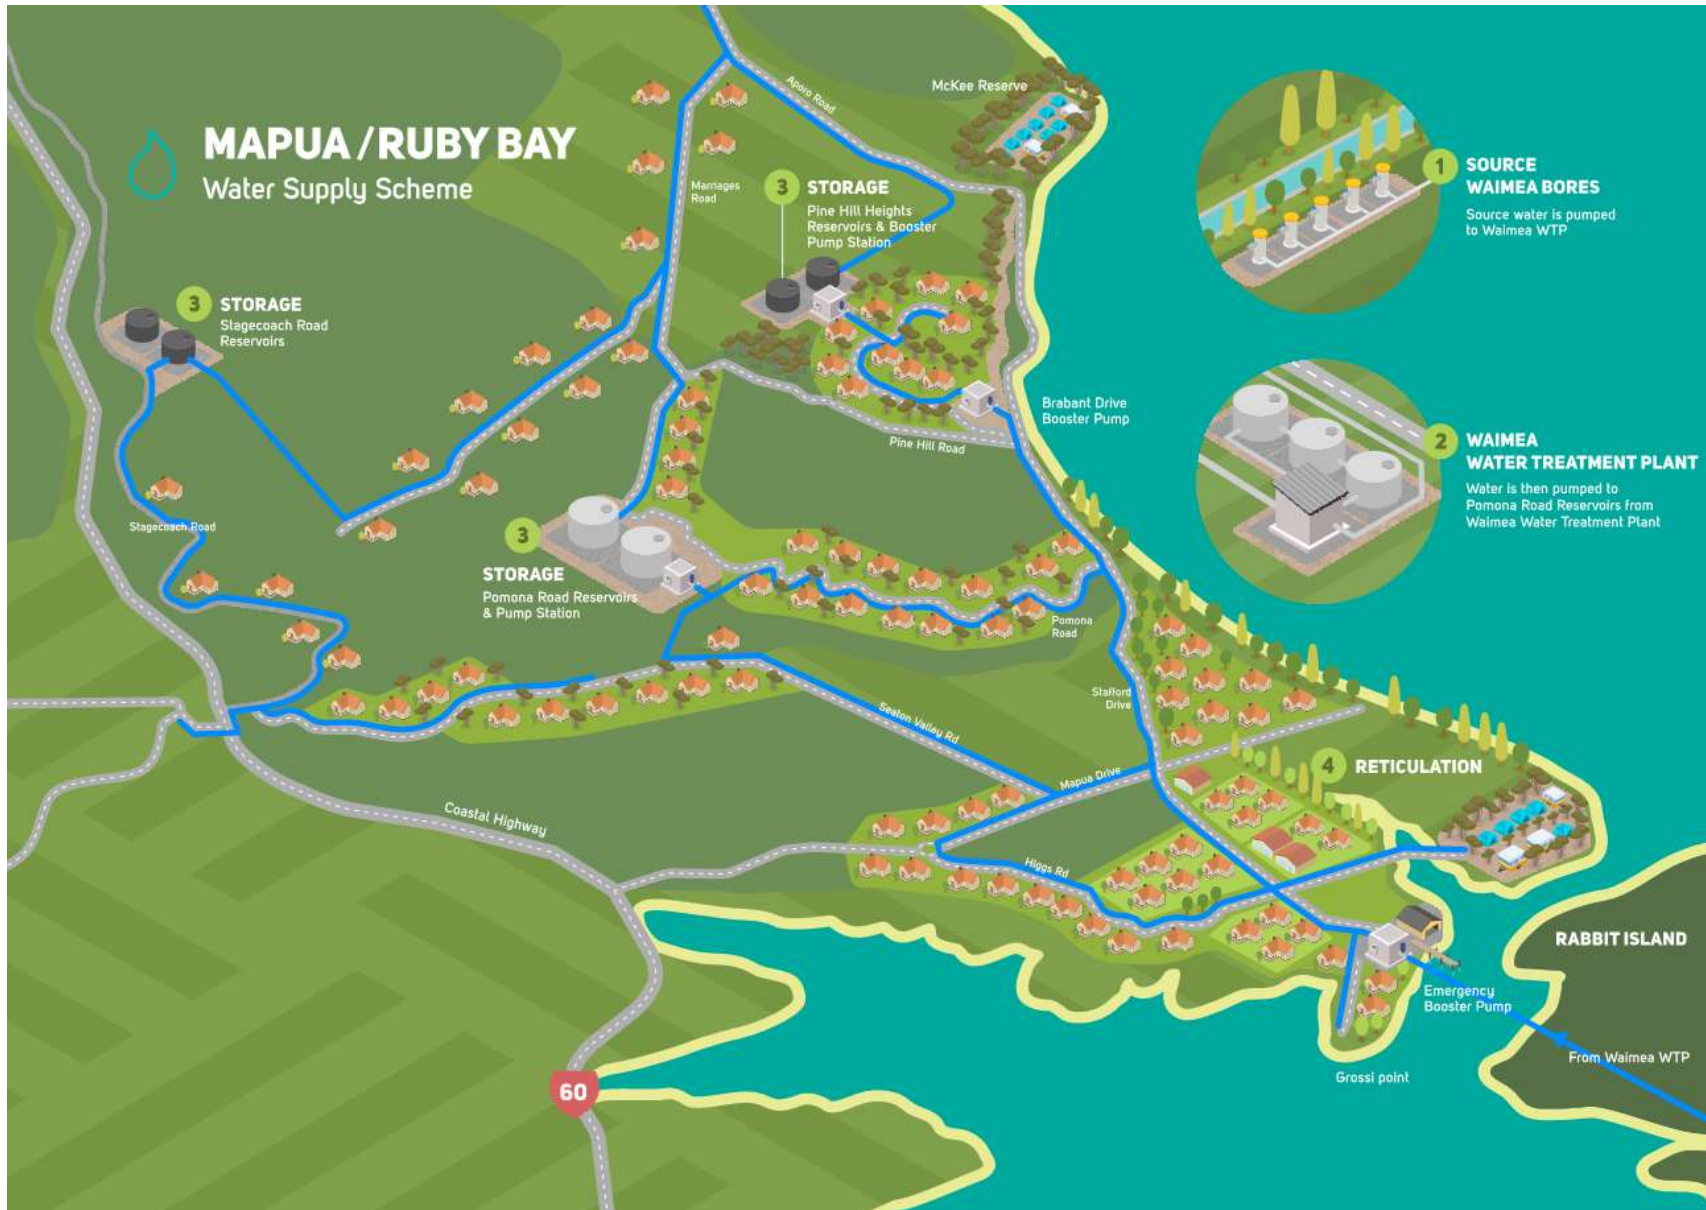 MAPUA / RUBY BAY
Water Supply Scheme
McKee Reserve
Aporo Road
Marriages
Road
3
STORAGE
Pine Hill Heights
Reservoirs & Booster
Pump Station
1
SOURCE
WAIMEA BORES
Source water is pumped
to Waimea WTP
3
STORAGE
Stagecoach Road
Reservoirs
Brabant Drive
Booster Pump
Pine Hill Road
2
WAIMEA
WATER TREATMENT PLANT
Water is then pumped to
Pomona Road Reservoirs from
Waimea Water Treatment Plant
Stagecoach Road
3
STORAGE
Pomona Road Reservoirs
& Pump Station
Pomona
Road
Stafford
Drive
Seaton Valley Rd
Mapua Drive
4
RETICULATION
Coastal Highway
Higgs Rd
RABBIT ISLAND
Emergency
Booster Pump
From Waimea WTP
Grossi point
60